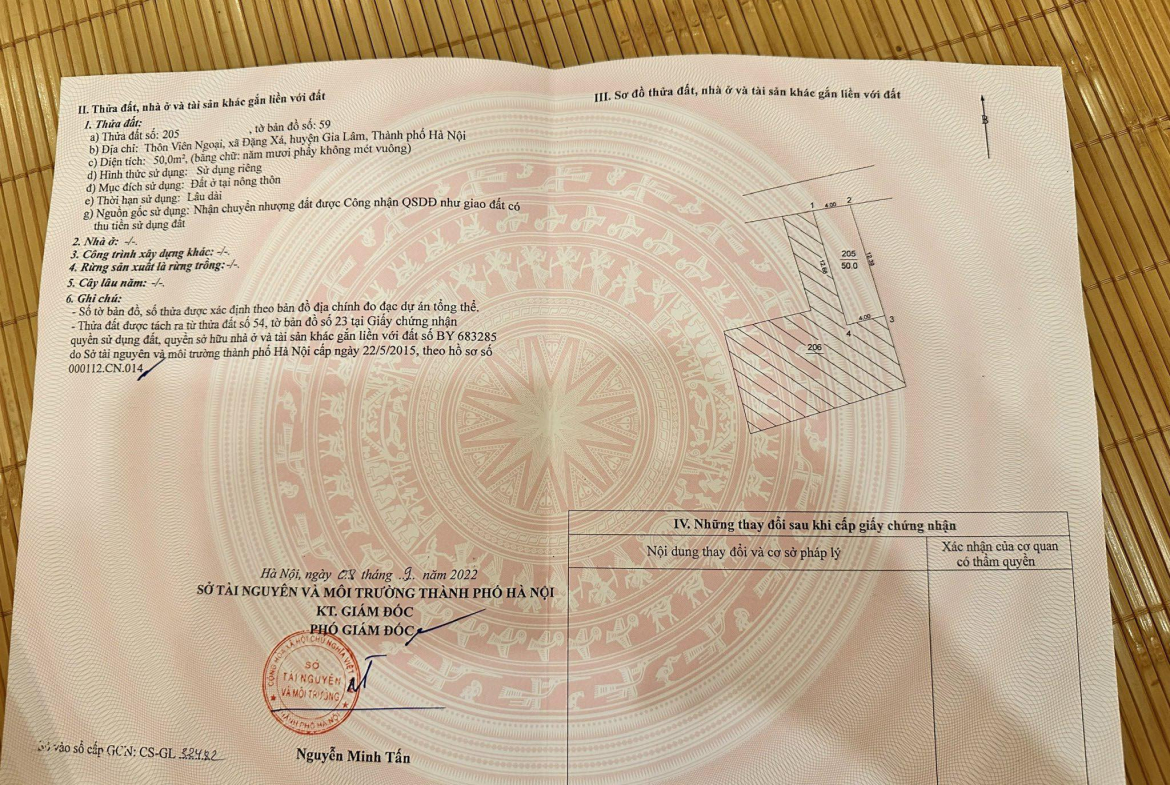 II. Thửa đất, nhà ở và tài sản khác gắn liền với đất
1. Thửa đất:
a) Thửa đất số: 205 , tờ bản đồ số: 59
b) Địa chỉ: Thôn Viên Ngoại, xã Đặng Xá, huyện Gia Lâm, Thành phố Hà Nội
c) Diện tích: 50,0m², (bằng chữ: năm mươi phẩy không mét vuông)
d) Hình thức sử dụng: Sử dụng riêng
đ) Mục đích sử dụng: Đất ở tại nông thôn
e) Thời hạn sử dụng: Lâu dài
g) Nguồn gốc sử dụng: Nhận chuyển nhượng đất được Công nhận QSDĐ như giao đất có
thu tiền sử dụng đất
2. Nhà ở: -/-.
3. Công trình xây dựng khác: -/-.
4. Rừng sản xuất là rừng trồng: -/-.
5. Cây lâu năm: -/-.
6. Ghi chú:
- Số tờ bản đồ, số thửa được xác định theo bản đồ địa chính đo đạc dự án tổng thể.
- Thửa đất được tách ra từ thửa đất số 54, tờ bản đồ số 23 tại Giấy chứng nhận
quyền sử dụng đất, quyền sở hữu nhà ở và tài sản khác gắn liền với đất số BY 683285
do Sở tài nguyên và môi trường thành phố Hà Nội cấp ngày 22/5/2015, theo hồ sơ số
000112.CN.014
Hà Nội, ngày 08 tháng .9. năm 2022
SỞ TÀI NGUYÊN VÀ MÔI TRƯỜNG THÀNH PHỐ HÀ NỘI
KT. GIÁM ĐỐC
PHÓ GIÁM ĐỐC
CỘNG HÒA XÃ HỘI CHỦ NGHĨA VIỆT
SỞ
TÀI NGUYÊN
VÀ MÔI TRƯỜNG
THÀNH PHỐ HÀ NỘI
Nguyễn Minh Tấn
Số vào sổ cấp GCN: CS-GL
III. Sơ đồ thửa đất, nhà ở và tài sản khác gắn liền với đất
B
1 4.00 2
205
50.0
12.38
4.00 3
4
206
IV. Những thay đổi sau khi cấp giấy chứng nhận
Nội dung thay đổi và cơ sở pháp lý
Xác nhận của cơ quan
có thẩm quyền